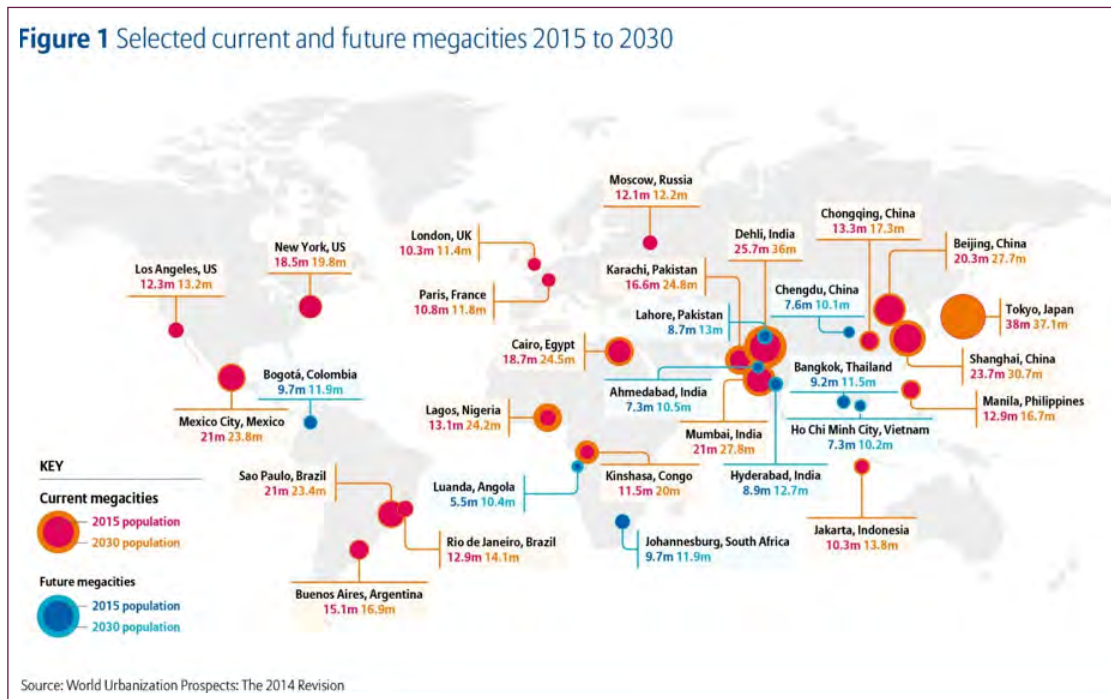 Figure 1 Selected current and future megacities 2015 to 2030
Moscow, Russia
12.1m 12.2m
Chongqing, China
13.3m 17.3m
London, UK
10.3m 11.4m
Dehli, India
25.7m 36m
Beijing, China
20.3m 27.7m
New York, US
18.5m 19.8m
Los Angeles, US
12.3m 13.2m
Karachi, Pakistan
16.6m 24.8m
Chengdu, China
7.6m 10.1m
Paris, France
10.8m 11.8m
Lahore, Pakistan
8.7m 13m
Tokyo, Japan
38m 37.1m
Cairo, Egypt
18.7m 24.5m
Shanghai, China
23.7m 30.7m
Bogotá, Colombia
9.7m 11.9m
Ahmedabad, India
7.3m 10.5m
Bangkok, Thailand
9.2m 11.5m
Manila, Philippines
12.9m 16.7m
Mexico City, Mexico
21m 23.8m
Lagos, Nigeria
13.1m 24.2m
Mumbai, India
21m 27.8m
Ho Chi Minh City, Vietnam
7.3m 10.2m
Sao Paulo, Brazil
21m 23.4m
Luanda, Angola
5.5m 10.4m
Kinshasa, Congo
11.5m 20m
Hyderabad, India
8.9m 12.7m
Jakarta, Indonesia
10.3m 13.8m
Rio de Janeiro, Brazil
12.9m 14.1m
Johannesburg, South Africa
9.7m 11.9m
Buenos Aires, Argentina
15.1m 16.9m
KEY
Current megacities
2015 population
2030 population
Future megacities
2015 population
2030 population
Source: World Urbanization Prospects: The 2014 Revision